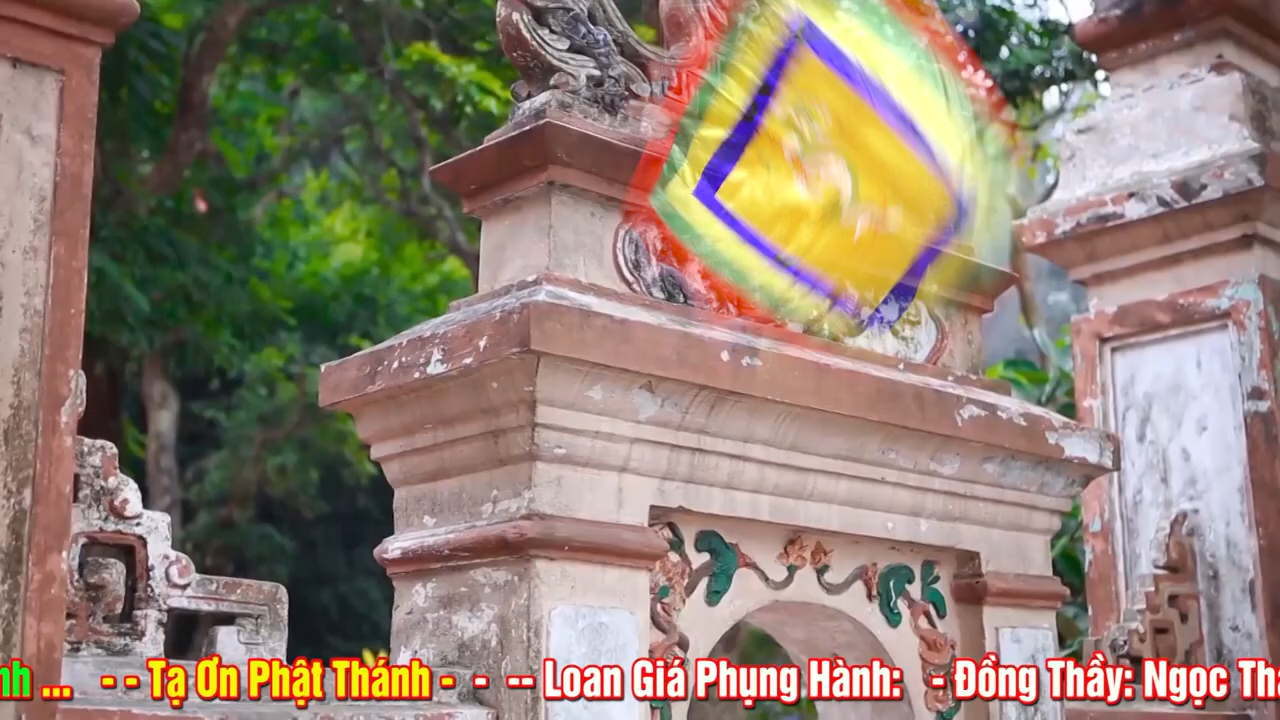 ... - - Tạ Ơn Phật Thánh - - -- Loan Giá Phụng Hành: - Đồng Thầy: Ngọc